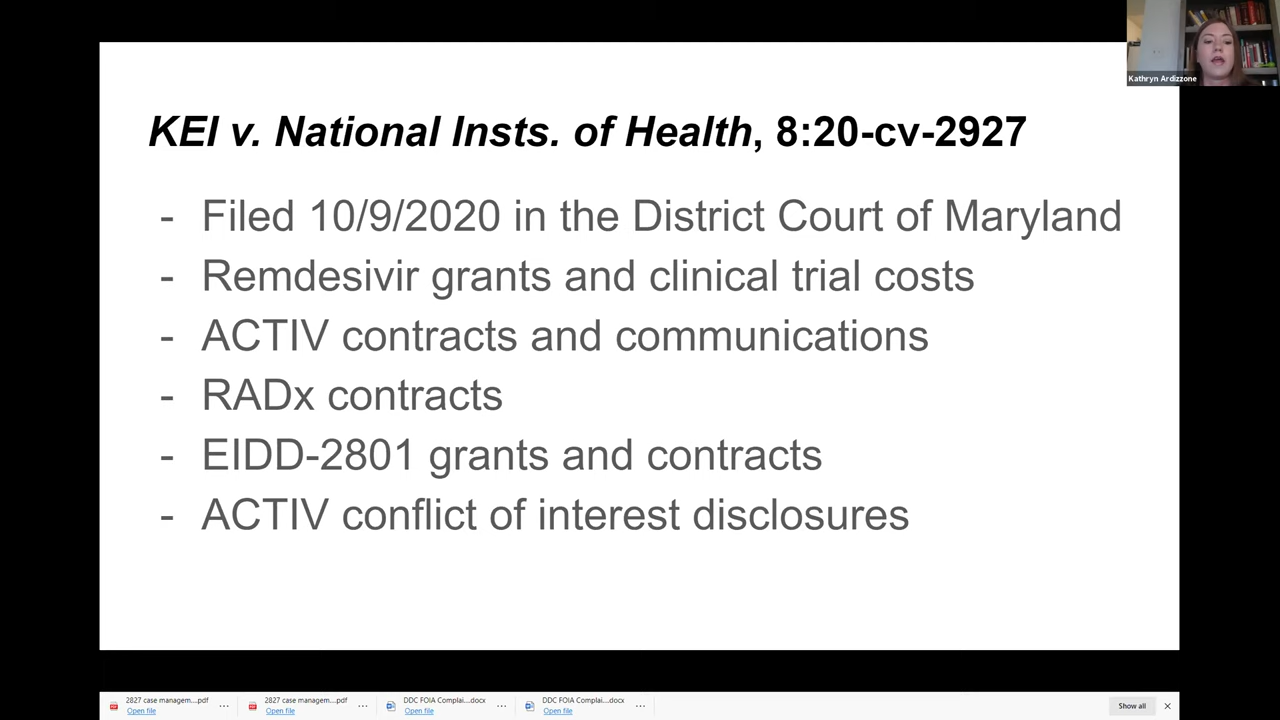 Kathryn Ardizzone
KEI v. National Insts. of Health, 8:20-cv-2927
- Filed 10/9/2020 in the District Court of Maryland
- Remdesivir grants and clinical trial costs
- ACTIV contracts and communications
- RADx contracts
- EIDD-2801 grants and contracts
- ACTIV conflict of interest disclosures
2827 case managem....pdf
Open file
2827 case managem....pdf
Open file
DDC FOIA Complai....docx
Open file
DDC FOIA Complai....docx
Open file
Show all